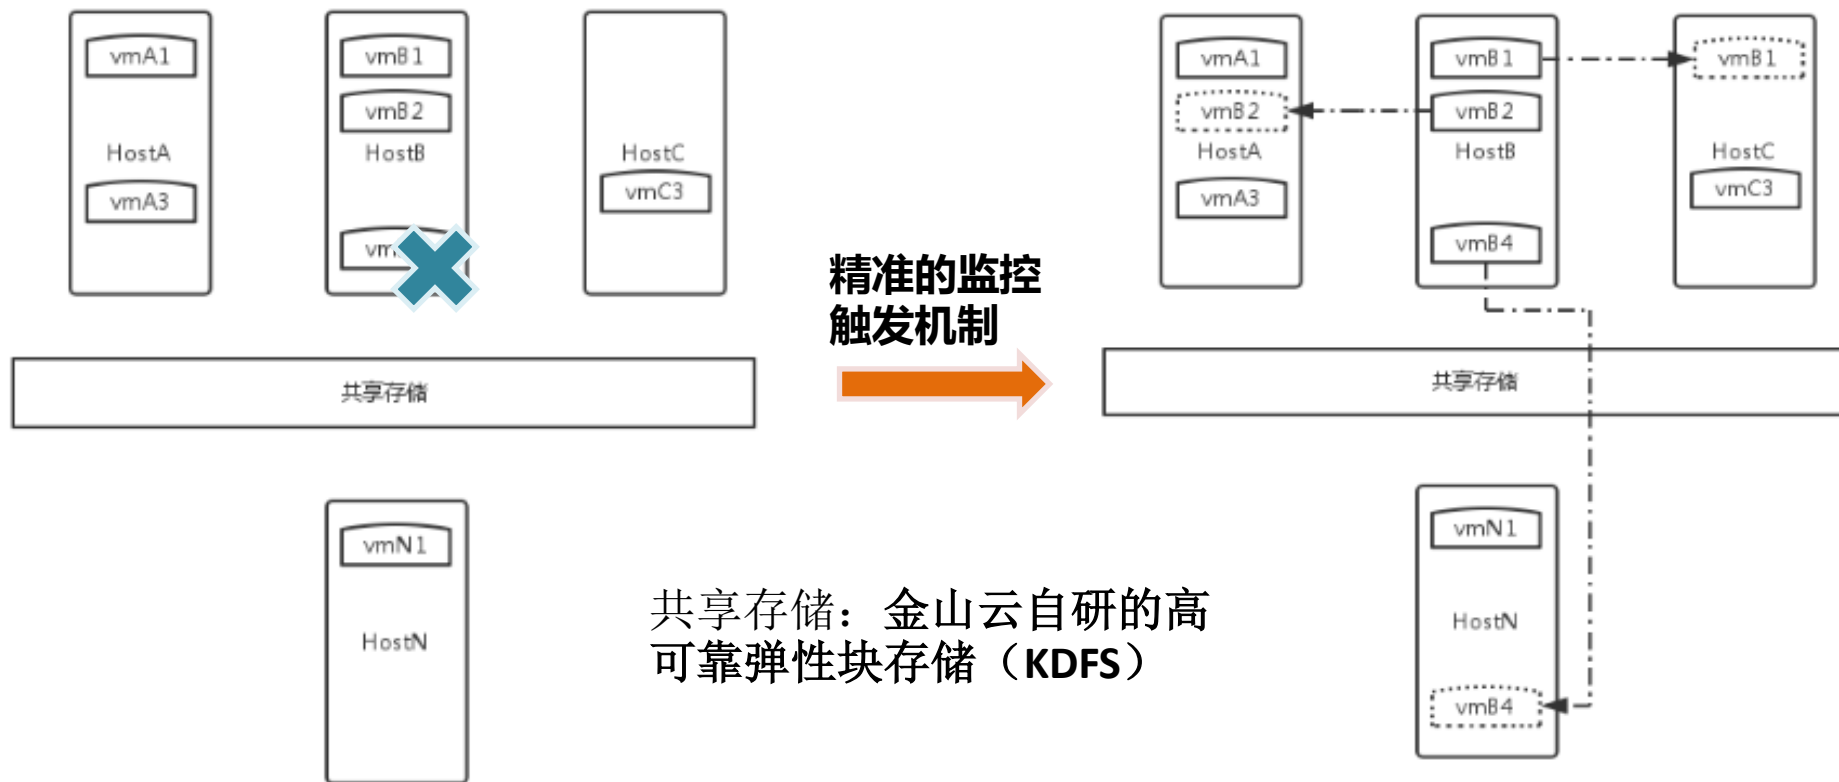 vmA1
HostA
vmA3
vmB1
vmB2
HostB
vm
HostC
vmC3
共享存储
vmN1
HostN
精准的监控
触发机制
vmA1
vmB2
HostA
vmA3
vmB1
vmB2
HostB
vmB4
vmB1
HostC
vmC3
共享存储
vmN1
HostN
vmB4
共享存储：金山云自研的高
可靠弹性块存储（KDFS）